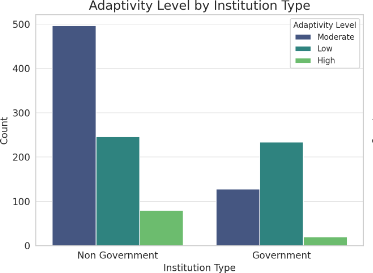 Adaptivity Level by Institution Type
Adaptivity Level
Moderate
Low
High
500
400
300
200
100
0
Count
Non Government
Government
Institution Type